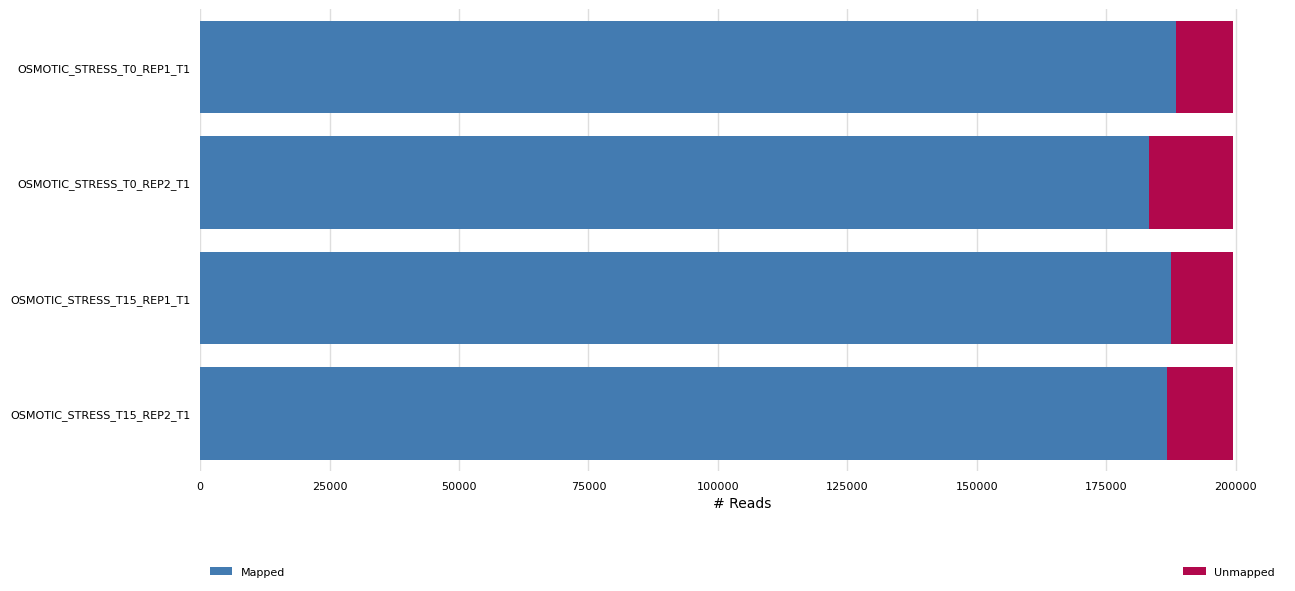 OSMOTIC_STRESS_T0_REP1_T1
OSMOTIC_STRESS_T0_REP2_T1
OSMOTIC_STRESS_T15_REP1_T1
OSMOTIC_STRESS_T15_REP2_T1
0 25000 50000 75000 100000 125000 150000 175000 200000
# Reads
Mapped Unmapped